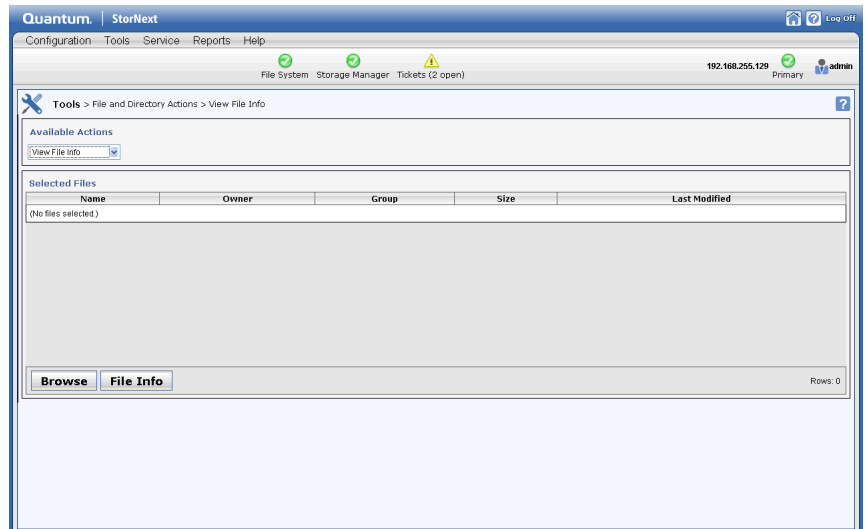 Quantum. StorNext Log Off
Configuration Tools Service Reports Help
File System Storage Manager Tickets (2 open) 192.168.255.129 Primary admin
Tools > File and Directory Actions > View File Info
Available Actions
View File Info
Selected Files
Name Owner Group Size Last Modified
(No files selected.)
Browse File Info Rows: 0